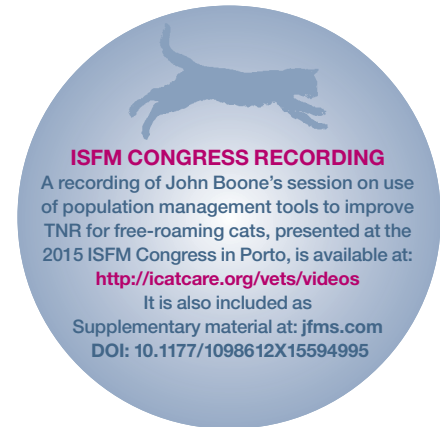 ISFM CONGRESS RECORDING
A recording of John Boone's session on use
of population management tools to improve
TNR for free-roaming cats, presented at the
2015 ISFM Congress in Porto, is available at:
http://icatcare.org/vets/videos
It is also included as
Supplementary material at: jfms.com
DOI: 10.1177/1098612X15594995